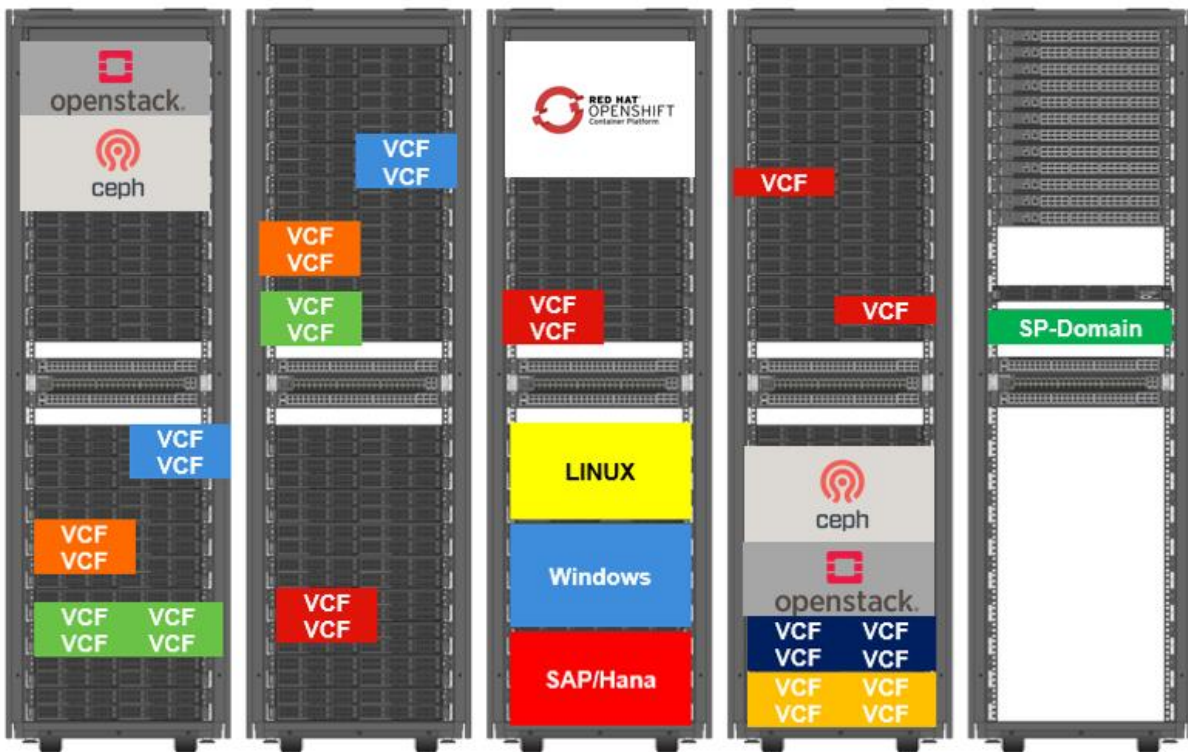 openstack.
ceph
VCF
VCF
VCF VCF
VCF VCF
VCF VCF
VCF VCF
VCF
VCF
VCF
VCF
VCF
VCF
VCF
VCF
RED HAT
OPENSHIFT
Container Platform
VCF
VCF
LINUX
Windows
SAP/Hana
VCF
VCF
ceph
openstack.
VCF VCF
VCF VCF
VCF VCF
VCF VCF
SP-Domain